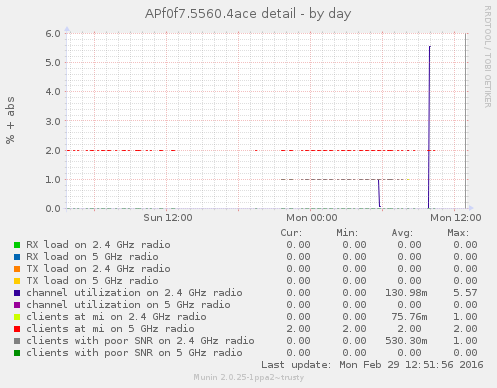 APf0f7.5560.4ace detail - by day
RRDTOOL / TOBI OETIKER
% + abs
6.0
5.0
4.0
3.0
2.0
1.0
0.0
Sun 12:00 Mon 00:00 Mon 12:00
Cur: Min: Avg: Max:
RX load on 2.4 GHz radio 0.00 0.00 0.00 0.00
RX load on 5 GHz radio 0.00 0.00 0.00 0.00
TX load on 2.4 GHz radio 0.00 0.00 0.00 0.00
TX load on 5 GHz radio 0.00 0.00 0.00 0.00
channel utilization on 2.4 GHz radio 0.00 0.00 130.98m 5.57
channel utilization on 5 GHz radio 0.00 0.00 0.00 0.00
clients at mi on 2.4 GHz radio 0.00 0.00 75.76m 1.00
clients at mi on 5 GHz radio 2.00 2.00 2.00 2.00
clients with poor SNR on 2.4 GHz radio 0.00 0.00 530.30m 1.00
clients with poor SNR on 5 GHz radio 0.00 0.00 0.00 0.00
Last update: Mon Feb 29 12:51:56 2016
Munin 2.0.25-1ppa2~trusty